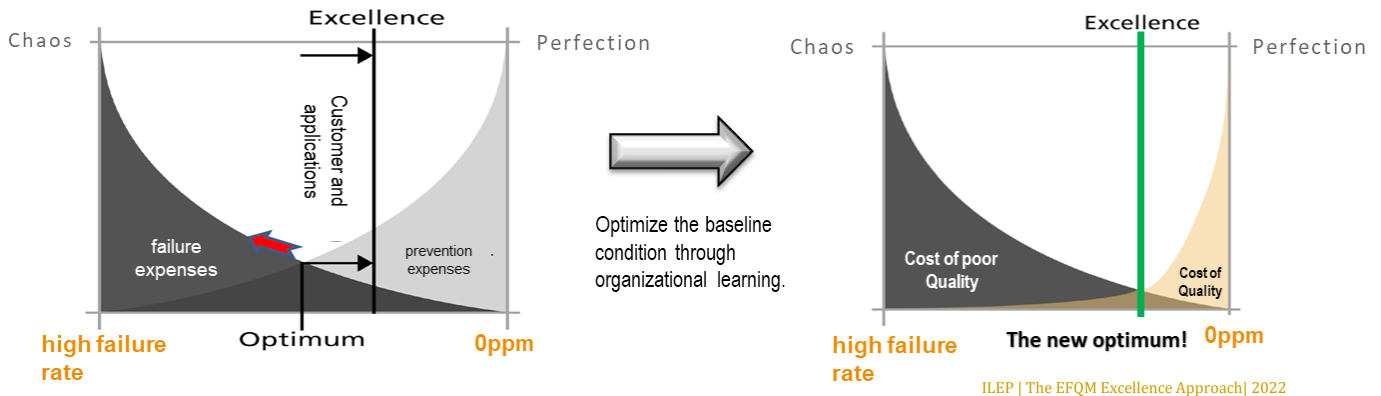 Excellence
Chaos
Perfection
Customer and
applications
failure
expenses
prevention
expenses
Optimum
high failure
rate
0ppm
Optimize the baseline
condition through
organizational learning.
Excellence
Chaos
Perfection
Cost of poor
Quality
Cost of
Quality
The new optimum!
high failure
rate
0ppm
ILEP | The EFQM Excellence Approach| 2022